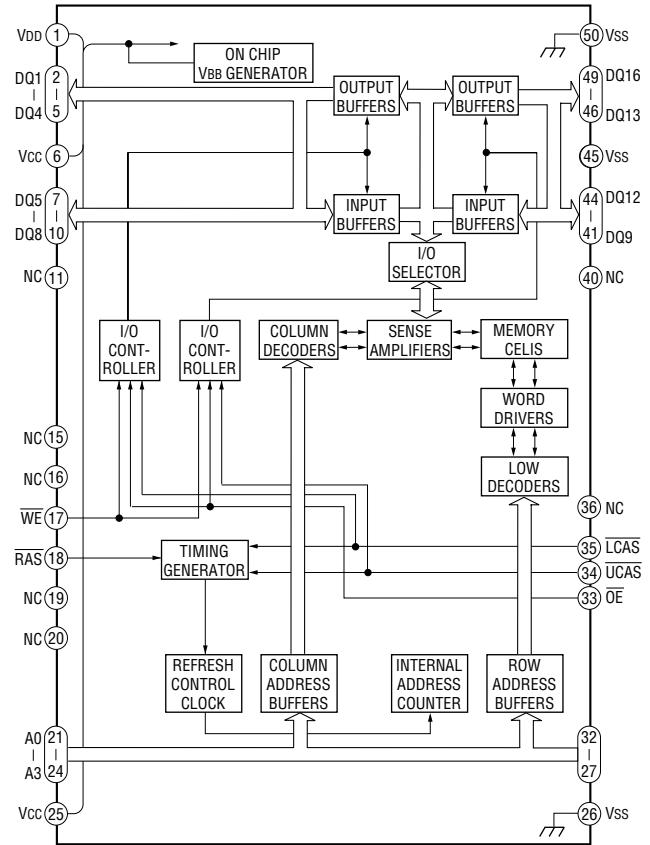 VDD 1
50 VSS
ON CHIP
VBB GENERATOR
DQ1 2
|
DQ4 5
OUTPUT
BUFFERS
OUTPUT
BUFFERS
49 DQ16
|
46 DQ13
VCC 6
45 VSS
DQ5 7
|
DQ8 10
INPUT
BUFFERS
INPUT
BUFFERS
44 DQ12
|
41 DQ9
I/O
SELECTOR
NC 11
40 NC
I/O
CONT-
ROLLER
I/O
CONT-
ROLLER
COLUMN
DECODERS
SENSE
AMPLIFIERS
MEMORY
CELIS
WORD
DRIVERS
NC 15
LOW
DECODERS
NC 16
36 NC
WE 17
35 LCAS
RAS 18
TIMING
GENERATOR
34 UCAS
NC 19
33 OE
NC 20
REFRESH
CONTROL
CLOCK
COLUMN
ADDRESS
BUFFERS
INTERNAL
ADDRESS
COUNTER
ROW
ADDRESS
BUFFERS
A0 21
|
A3 24
32
|
27
VCC 25
26 VSS